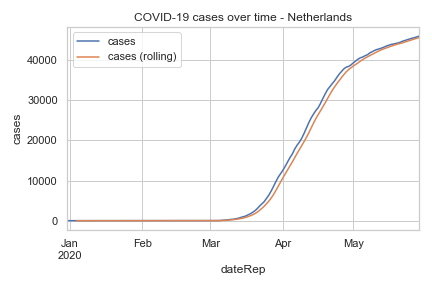 COVID-19 cases over time - Netherlands
cases
cases (rolling)
40000
30000
20000
10000
0
cases
Jan Feb Mar Apr May
2020
dateRep